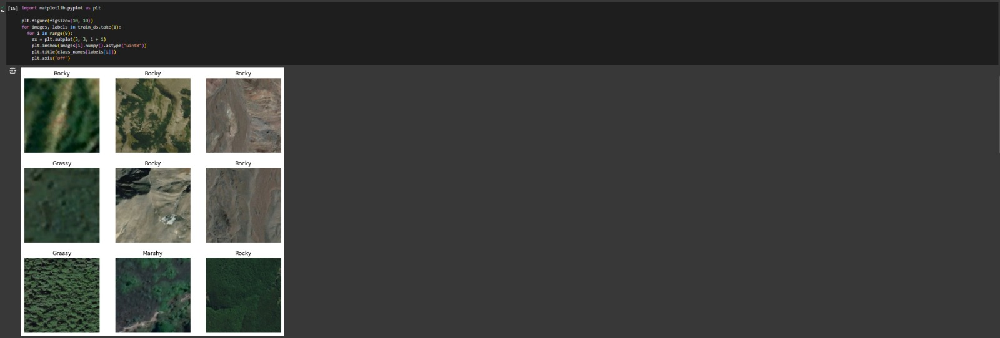 [15] import matplotlib.pyplot as plt
plt.figure(figsize=(10, 10))
for images, labels in train_ds.take(1):
  for i in range(9):
    ax = plt.subplot(3, 3, i + 1)
    plt.imshow(images[i].numpy().astype("uint8"))
    plt.title(class_names[labels[i]])
    plt.axis("off")
Rocky Rocky Rocky
Grassy Rocky Rocky
Grassy Marshy Rocky